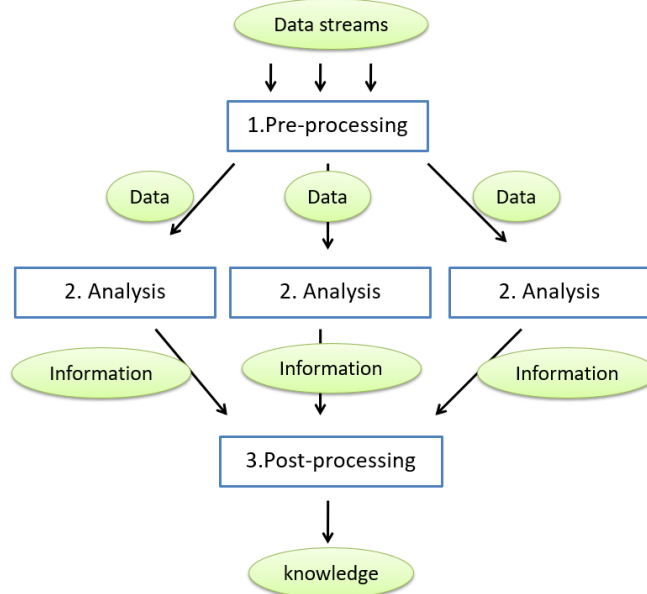 Data streams
1.Pre-processing
Data
Data
Data
2. Analysis
2. Analysis
2. Analysis
Information
Information
Information
3.Post-processing
knowledge